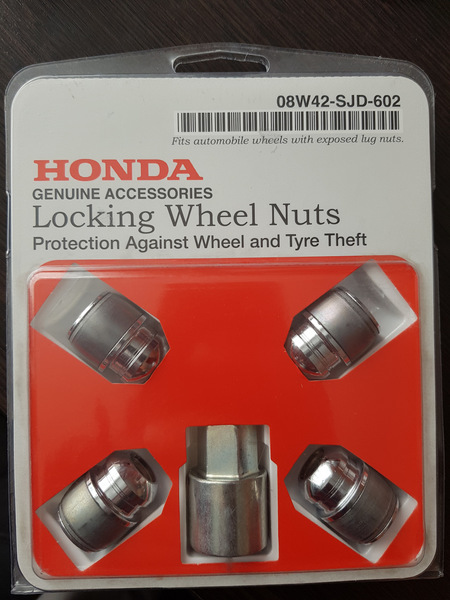 08W42-SJD-602
Fits automobile wheels with exposed lug nuts.
HONDA
GENUINE ACCESSORIES
Locking Wheel Nuts
Protection Against Wheel and Tyre Theft